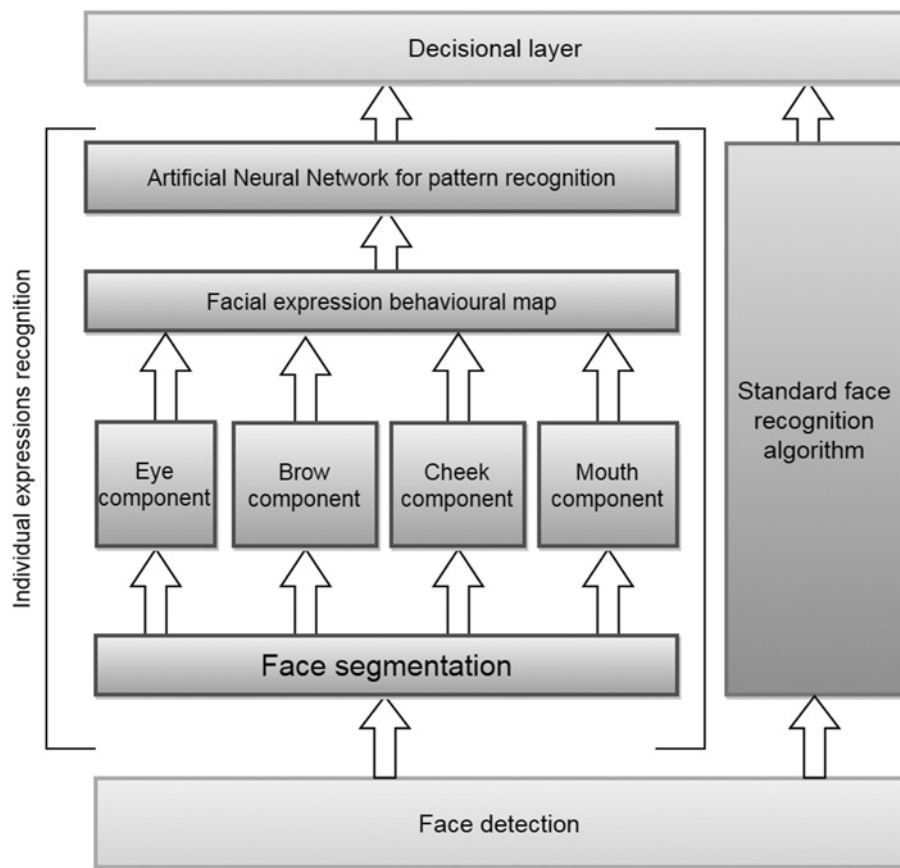 Decisional layer
Artificial Neural Network for pattern recognition
Facial expression behavioural map
Individual expressions recognition
Eye
component
Brow
component
Cheek
component
Mouth
component
Standard face
recognition
algorithm
Face segmentation
Face detection